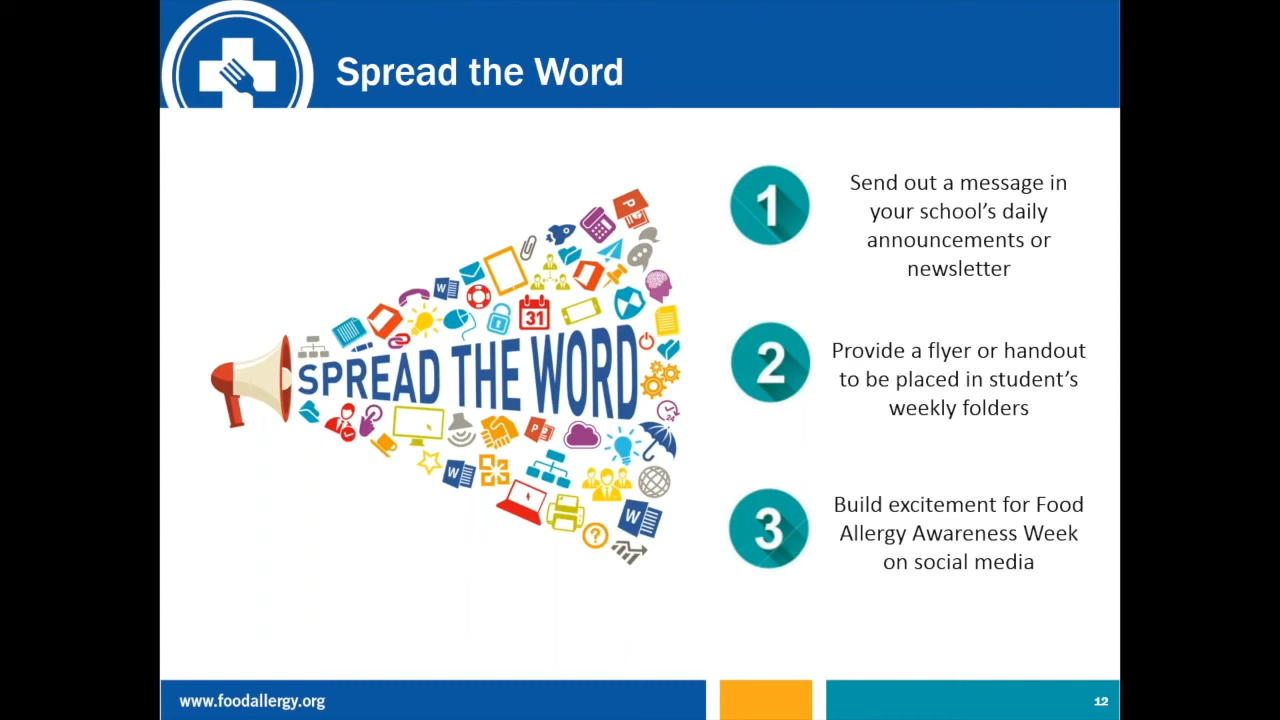 Spread the Word
SPREAD THE WORD
31
W
P
W
P
W
24
?
1
Send out a message in
your school’s daily
announcements or
newsletter
2
Provide a flyer or handout
to be placed in student’s
weekly folders
3
Build excitement for Food
Allergy Awareness Week
on social media
www.foodallergy.org
12